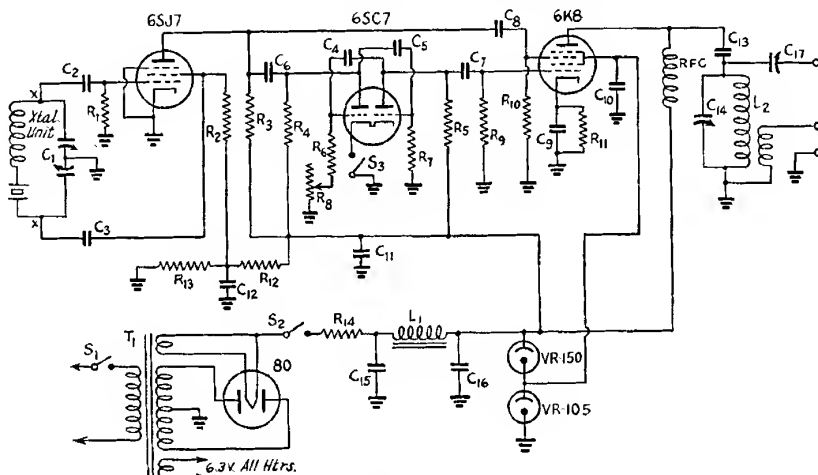 6SJ7
6SC7
6K8
C8
C4
C5
C6
C7
C2
X
Xtal.
Unit
C1
R1
X
C3
R2
R3
R4
R6
R8
S3
R7
R5
R9
R10
C9
R11
C10
RFC
C13
C17
C14
L2
C11
R13
R12
C12
T1
S1
80
S2
R14
L1
C15
C16
VR-150
VR-105
6.3V. All Htrs.